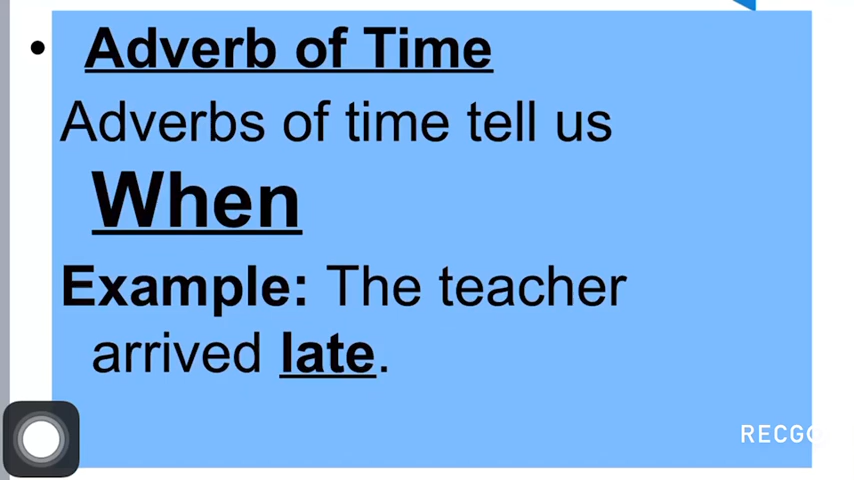 • Adverb of Time
Adverbs of time tell us
When
Example: The teacher
arrived late.